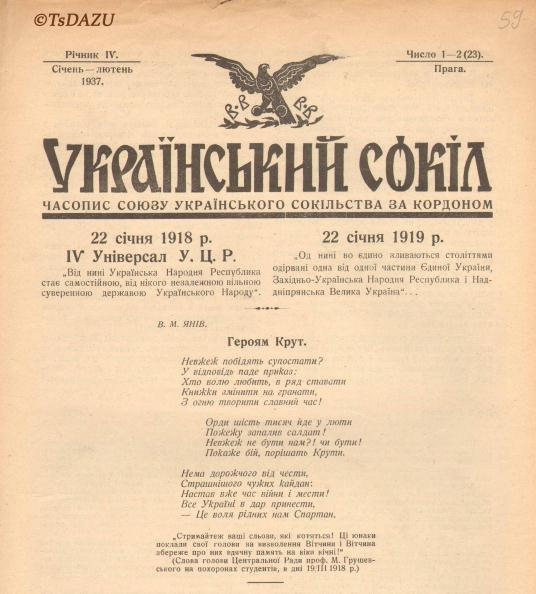 ©TsDAZU
59
Річник IV.
Січень — лютень
1937.
Число 1—2 (23).
Прага.
В·В В·В
УКРАЇНСЬКИЙ СОКІЛ
ЧАСОПИС СОЮЗУ УКРАЇНСЬКОГО СОКІЛЬСТВА ЗА КОРДОНОМ
22 січня 1918 р.
IV Універсал У. Ц. Р.
„Від нині Українська Народня Республика
стає самостійною, від нікого незалежною вільною
суверенною державою Українського Народу“.
22 січня 1919 р.
„Од нині во єдино зливаються століттями
одірвані одна від одної частини Єдиної України,
Західньо-Українська Народня Республика і Над-
дніпрянська Велика Україна“...
В. М. ЯНІВ.
Героям Крут.
Невжеж побідять супостати?
У відповідь паде приказ:
Хто волю любить, в ряд ставати
Книжки змінити на гранати,
З огню творити славний час!
Орди шість тисяч йде у люти
Пожежу запалив салдат!
Невжеж не бути нам?! чи бути!
Покаже бій, порішать Крути.
Нема дорожчого від чести,
Страшнішого чужих кайдан:
Настав вже час війни і мести!
Все Україні в дар принести,
— Це воля рідних нам Спартан.
„Стримайтеж ваші сльови, які котяться! Ці юнаки
поклали свої голови за визволення Вітчини і Вітчина
збереже про них вдячну память на віки вічні!“
(Слова голови Центральної Ради проф. М. Грушев-
ського на похоронах студентів, в дні 19/III 1918 р.)